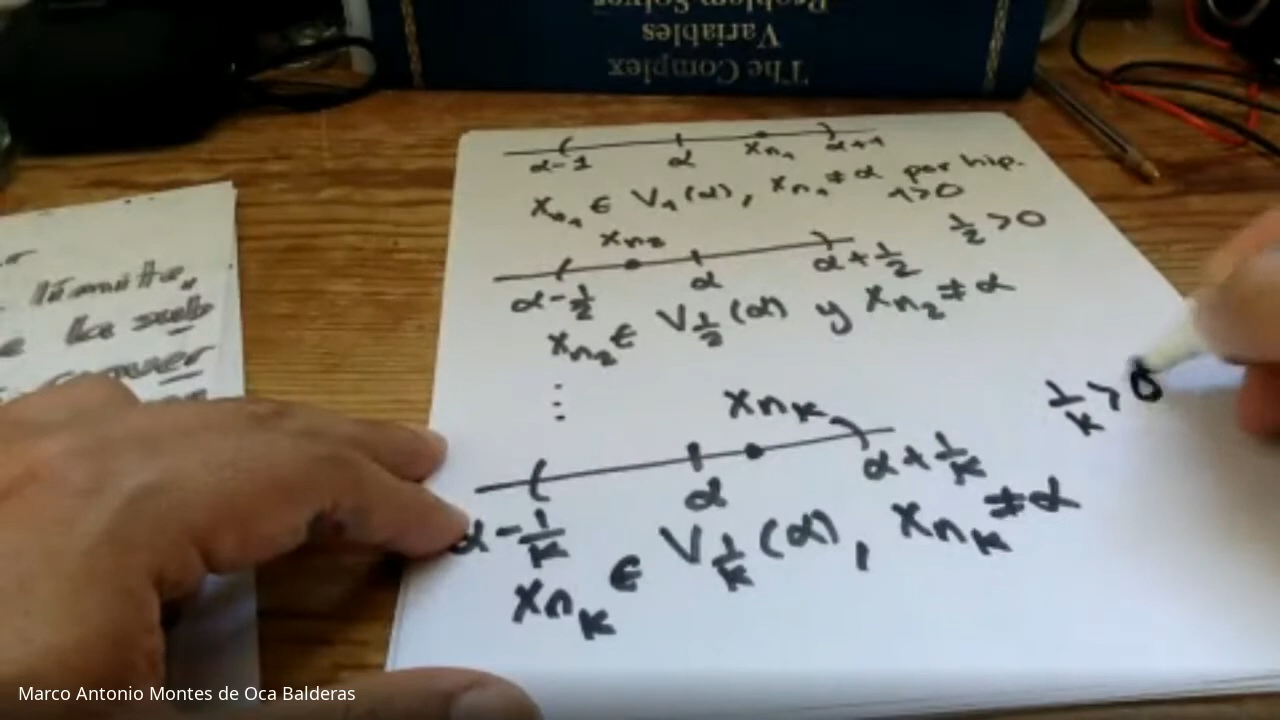 The Complex
Variables
Problem Solver
α-1 α xn₁ α+1
xn₁ ∈ V₁(α), xn₁≠α por hip.
1>0
xn₂ 1/2>0
α-1/2 α α+1/2
xn₂ ∈ V1/2(α) y xn₂≠α
⋮
xnₖ 1/k>0
α-1/k α α+1/k
xnₖ ∈ V1/k(α), xnₖ≠α
límite,
Marco Antonio Montes de Oca Balderas